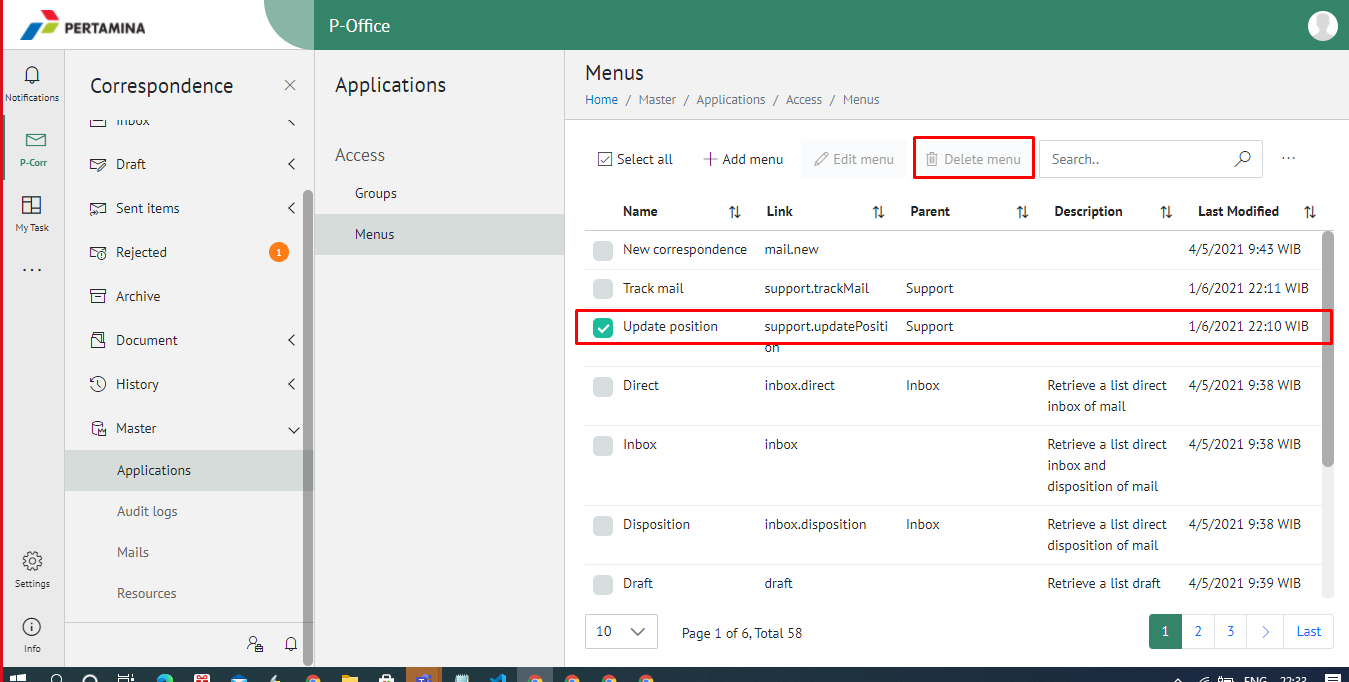 PERTAMINA
P-Office
Notifications
P-Corr
My Task
...
Settings
Info
Correspondence
Inbox
Draft
Sent items
Rejected 1
Archive
Document
History
Master
Applications
Audit logs
Mails
Resources
Applications
Access
Groups
Menus
Menus
Home / Master / Applications / Access / Menus
Select all Add menu Edit menu Delete menu Search.. ...
Name Link Parent Description Last Modified
New correspondence mail.new 4/5/2021 9:43 WIB
Track mail support.trackMail Support 1/6/2021 22:11 WIB
Update position support.updatePositi Support 1/6/2021 22:10 WIB
on
Direct inbox.direct Inbox Retrieve a list direct 4/5/2021 9:38 WIB
inbox of mail
Inbox inbox Retrieve a list direct 4/5/2021 9:38 WIB
inbox and
disposition of mail
Disposition inbox.disposition Inbox Retrieve a list direct 4/5/2021 9:38 WIB
disposition of mail
Draft draft Retrieve a list draft 4/5/2021 9:39 WIB
10 Page 1 of 6, Total 58 1 2 3 Last
ENG 22:33